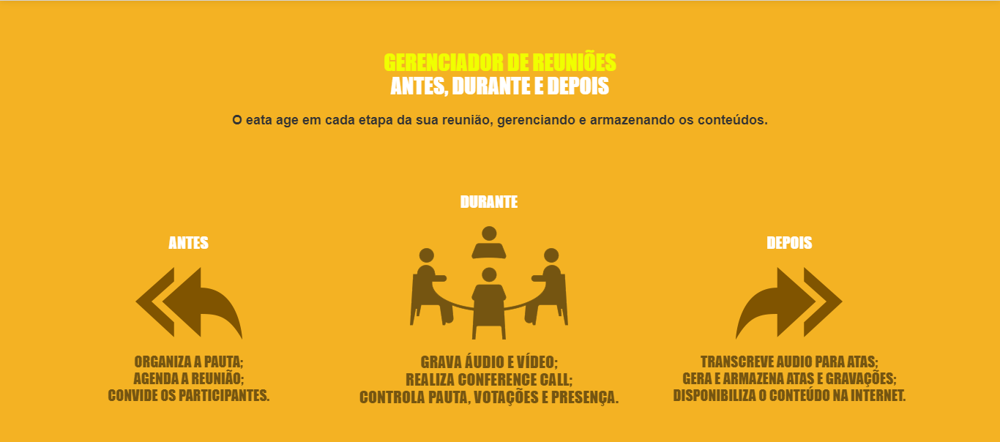 GERENCIADOR DE REUNIÕES
ANTES, DURANTE E DEPOIS
O eata age em cada etapa da sua reunião, gerenciando e armazenando os conteúdos.
ANTES
ORGANIZA A PAUTA;
AGENDA A REUNIÃO;
CONVIDE OS PARTICIPANTES.
DURANTE
GRAVA ÁUDIO E VÍDEO;
REALIZA CONFERENCE CALL;
CONTROLA PAUTA, VOTAÇÕES E PRESENÇA.
DEPOIS
TRANSCREVE AUDIO PARA ATAS;
GERA E ARMAZENA ATAS E GRAVAÇÕES;
DISPONIBILIZA O CONTEÚDO NA INTERNET.